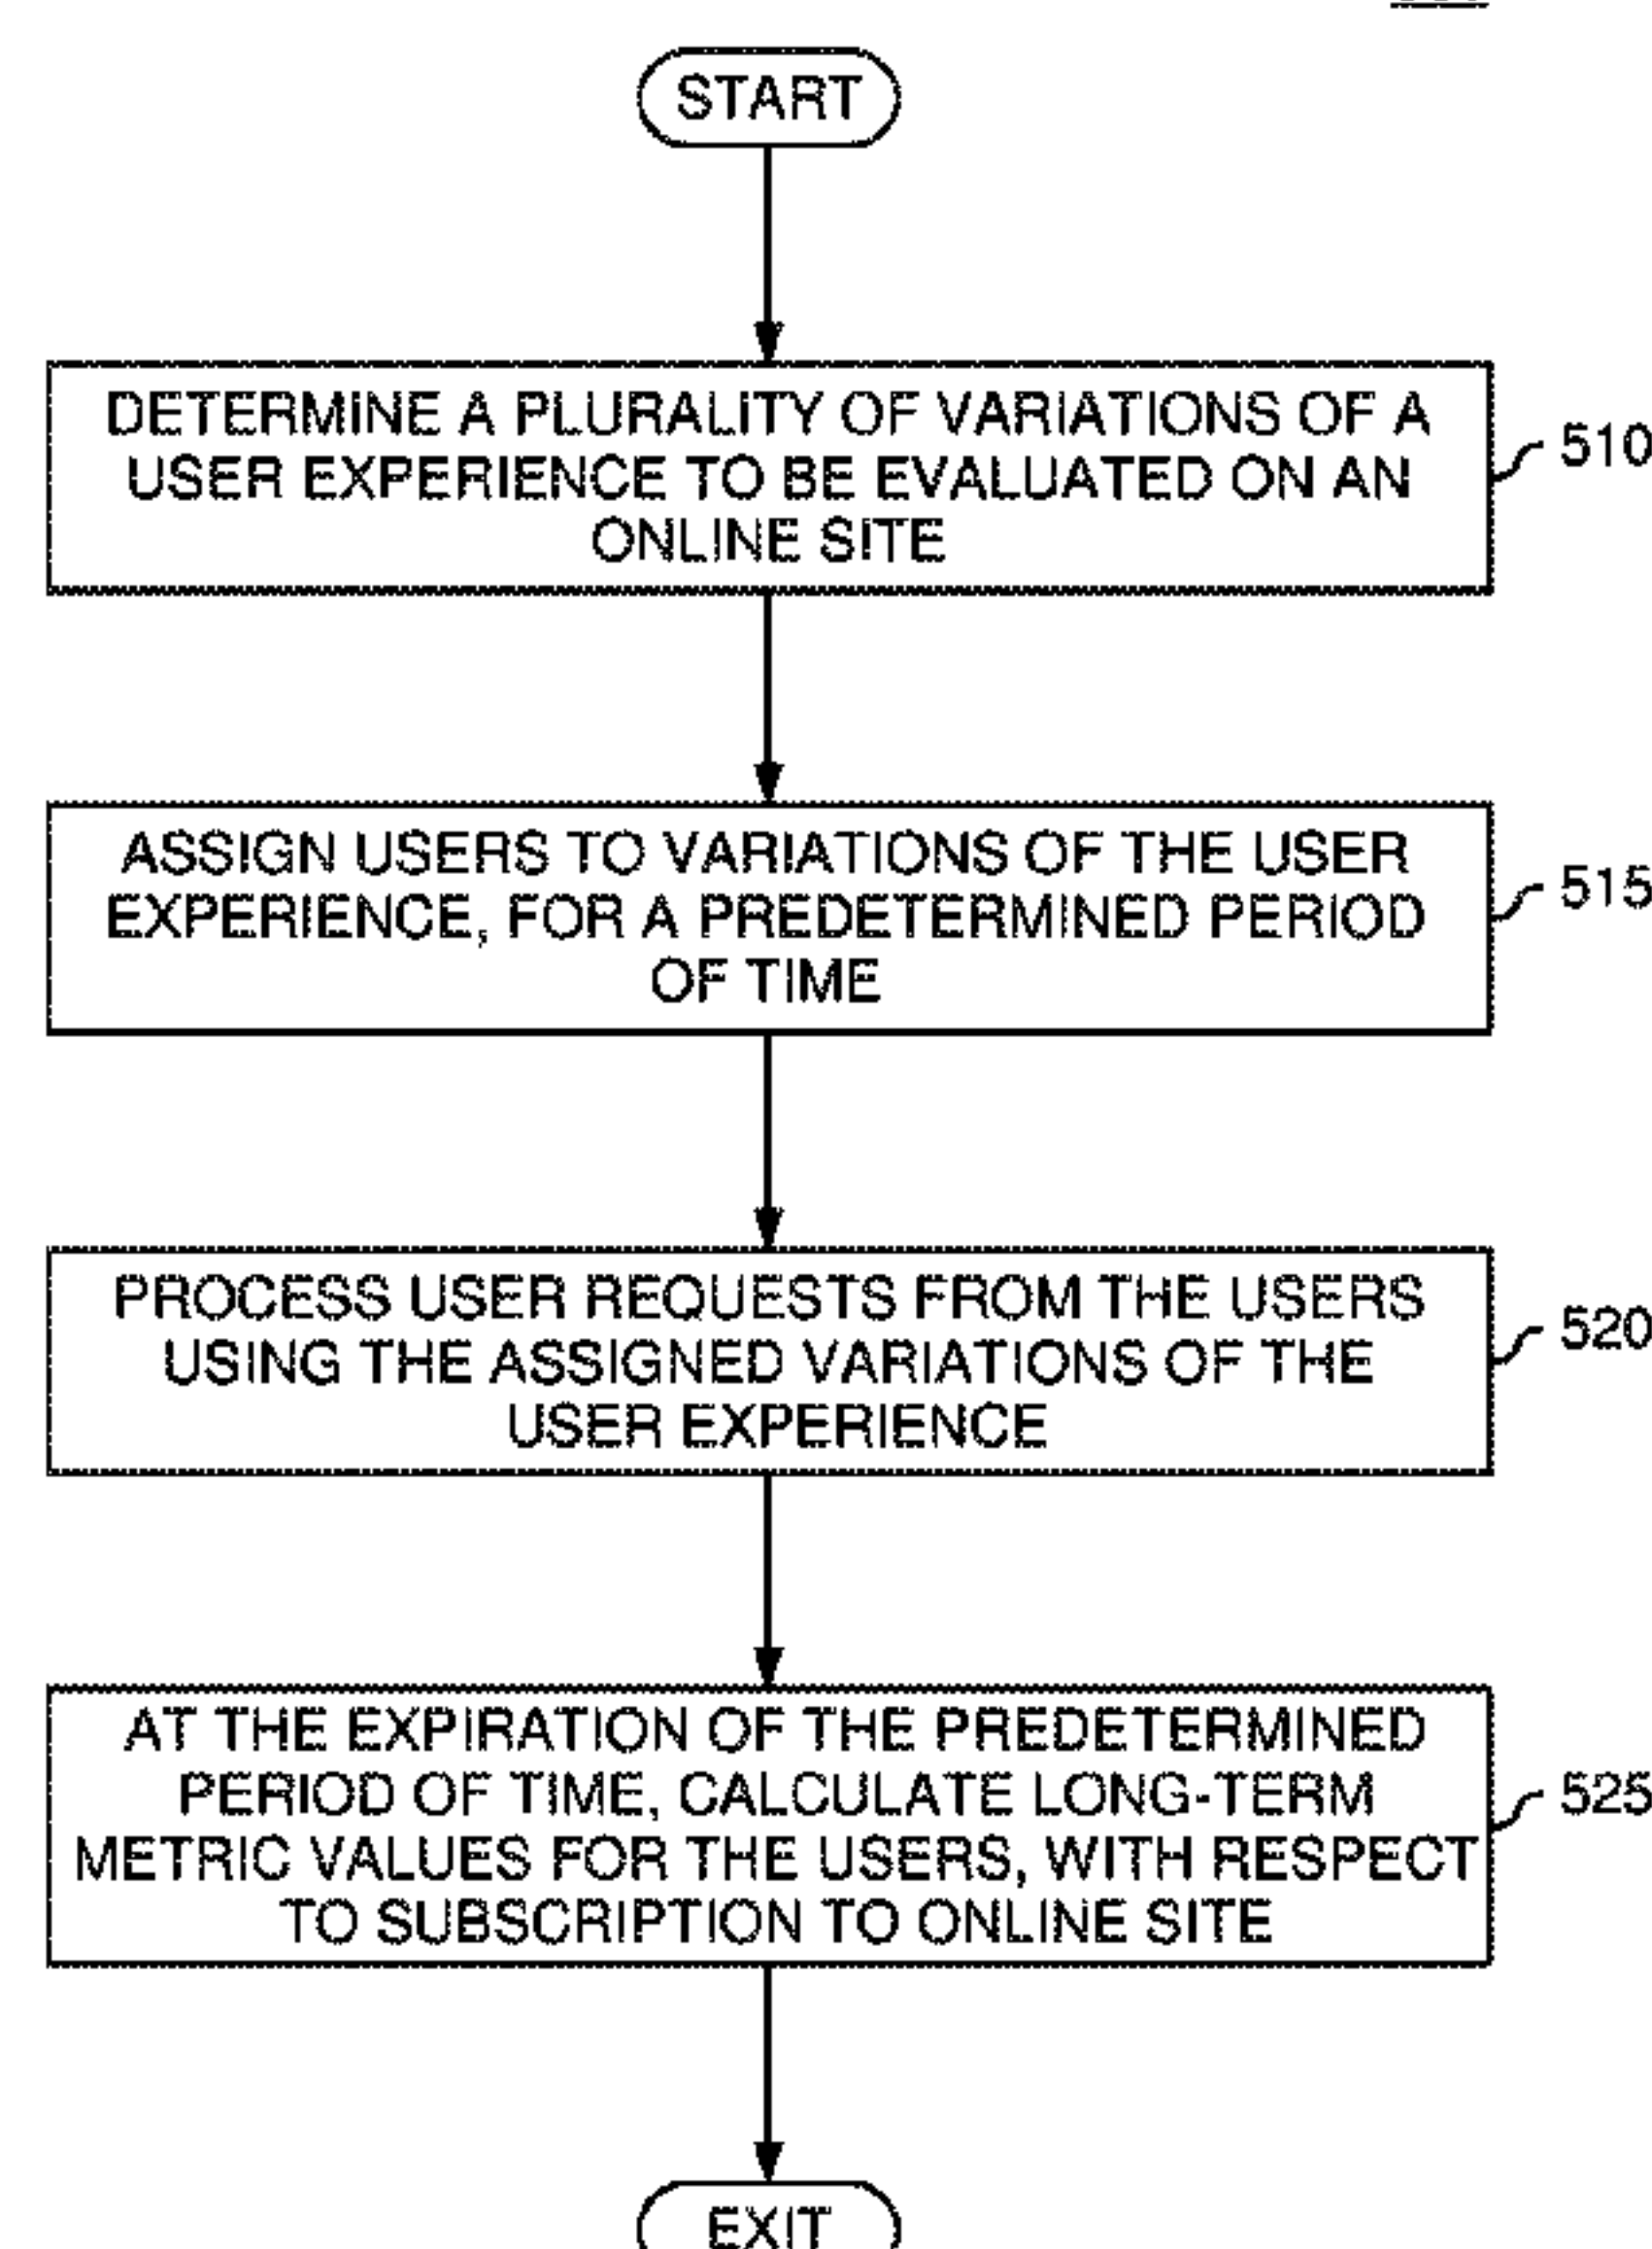 START
DETERMINE A PLURALITY OF VARIATIONS OF A
USER EXPERIENCE TO BE EVALUATED ON AN
ONLINE SITE
510
ASSIGN USERS TO VARIATIONS OF THE USER
EXPERIENCE, FOR A PREDETERMINED PERIOD
OF TIME
515
PROCESS USER REQUESTS FROM THE USERS
USING THE ASSIGNED VARIATIONS OF THE
USER EXPERIENCE
520
AT THE EXPIRATION OF THE PREDETERMINED
PERIOD OF TIME, CALCULATE LONG-TERM
METRIC VALUES FOR THE USERS, WITH RESPECT
TO SUBSCRIPTION TO ONLINE SITE
525
EXIT